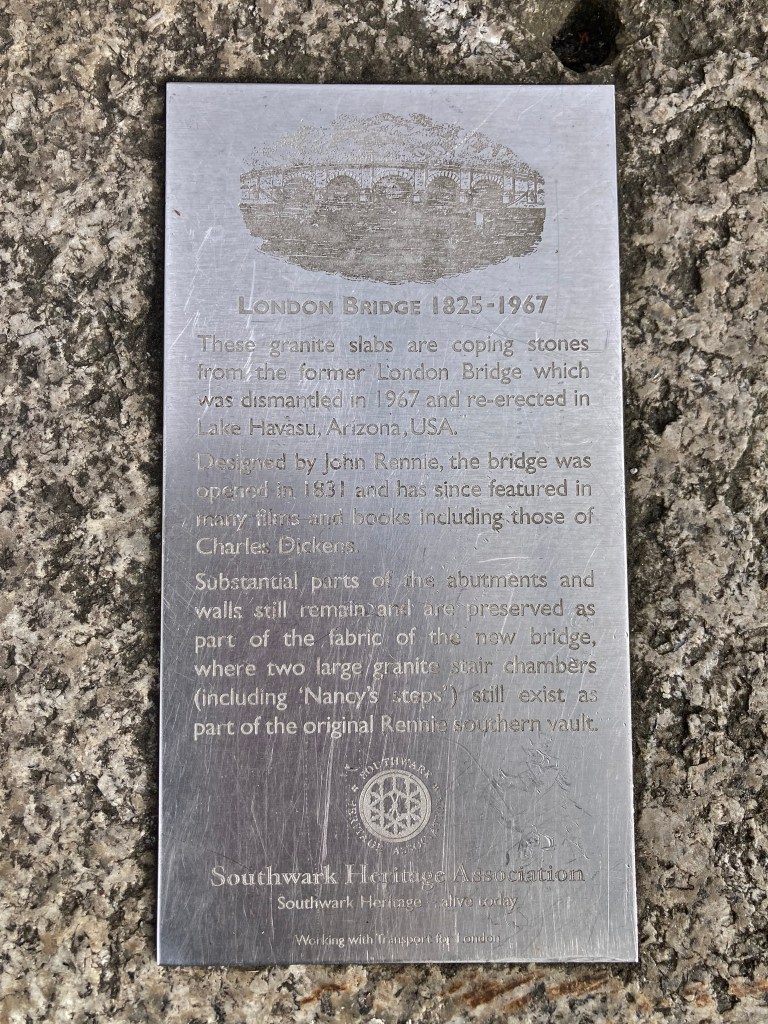 London Bridge 1825-1967
These granite slabs are coping stones
from the former London Bridge which
was dismantled in 1967 and re-erected in
Lake Havasu, Arizona, USA.
Designed by John Rennie, the bridge was
opened in 1831 and has since featured in
many films and books including those of
Charles Dickens.
Substantial parts of the abutments and
walls still remain and are preserved as
part of the fabric of the new bridge,
where two large granite stair chambers
(including 'Nancy's steps') still exist as
part of the original Rennie southern vault.
SOUTHWARK
HERITAGE ASSOCIATION
Southwark Heritage Association
Southwark Heritage ... alive today
Working with Transport for London